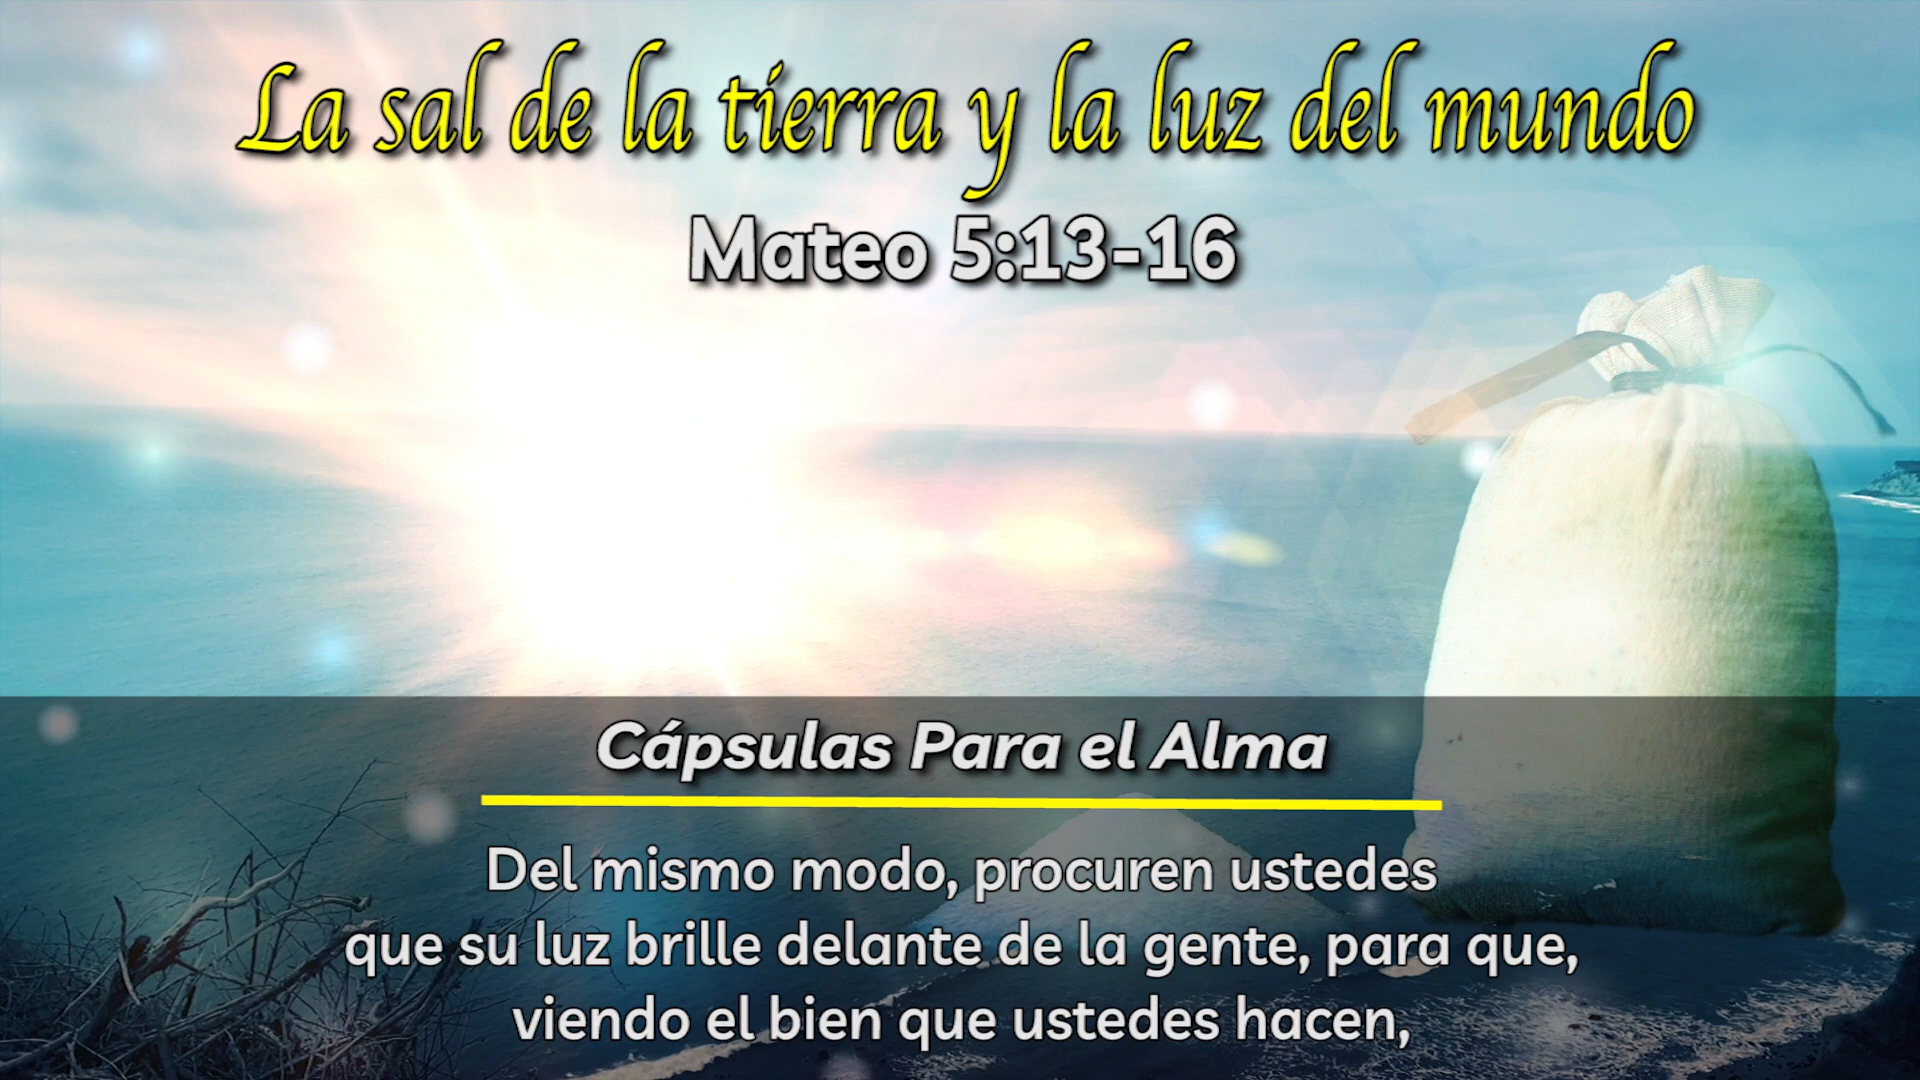 La sal de la tierra y la luz del mundo
Mateo 5:13-16
Cápsulas Para el Alma
Del mismo modo, procuren ustedes
que su luz brille delante de la gente, para que,
viendo el bien que ustedes hacen,